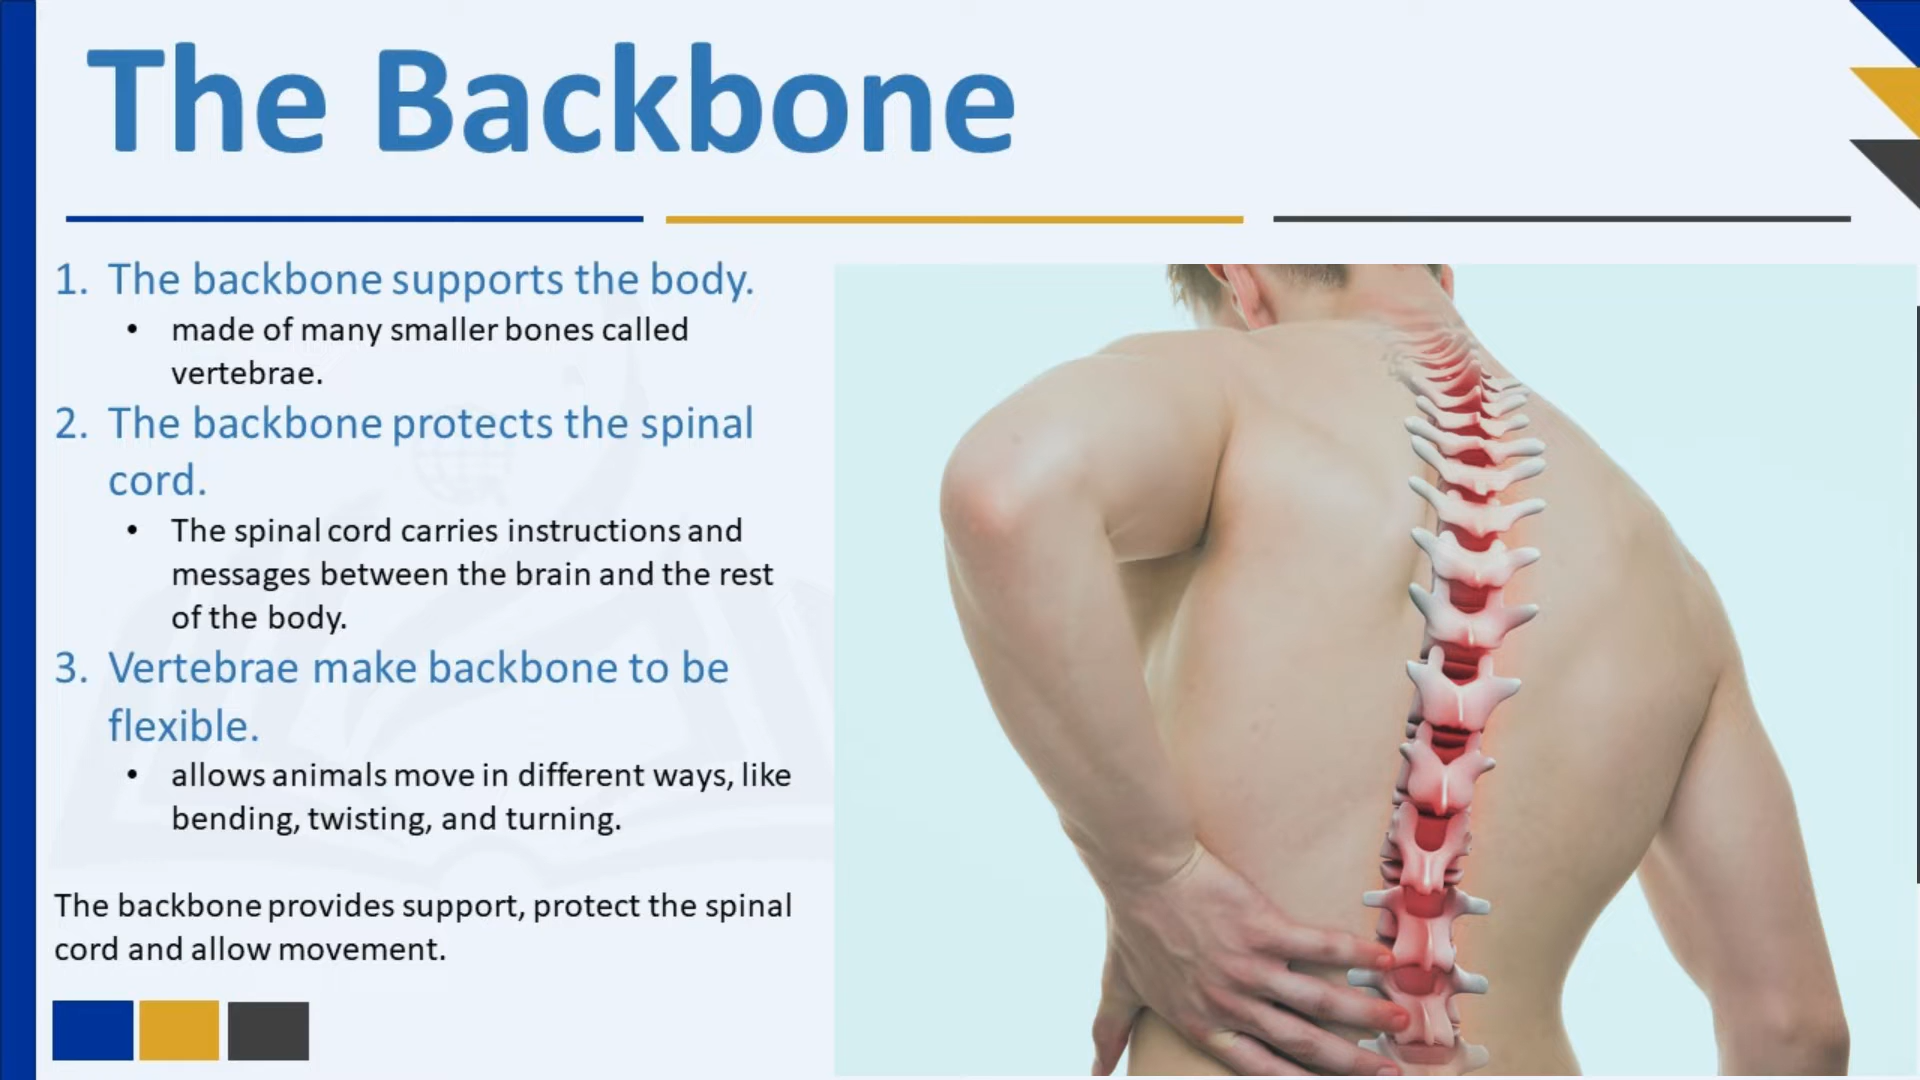 The Backbone
1. The backbone supports the body.
• made of many smaller bones called
vertebrae.
2. The backbone protects the spinal
cord.
• The spinal cord carries instructions and
messages between the brain and the rest
of the body.
3. Vertebrae make backbone to be
flexible.
• allows animals move in different ways, like
bending, twisting, and turning.
The backbone provides support, protect the spinal
cord and allow movement.